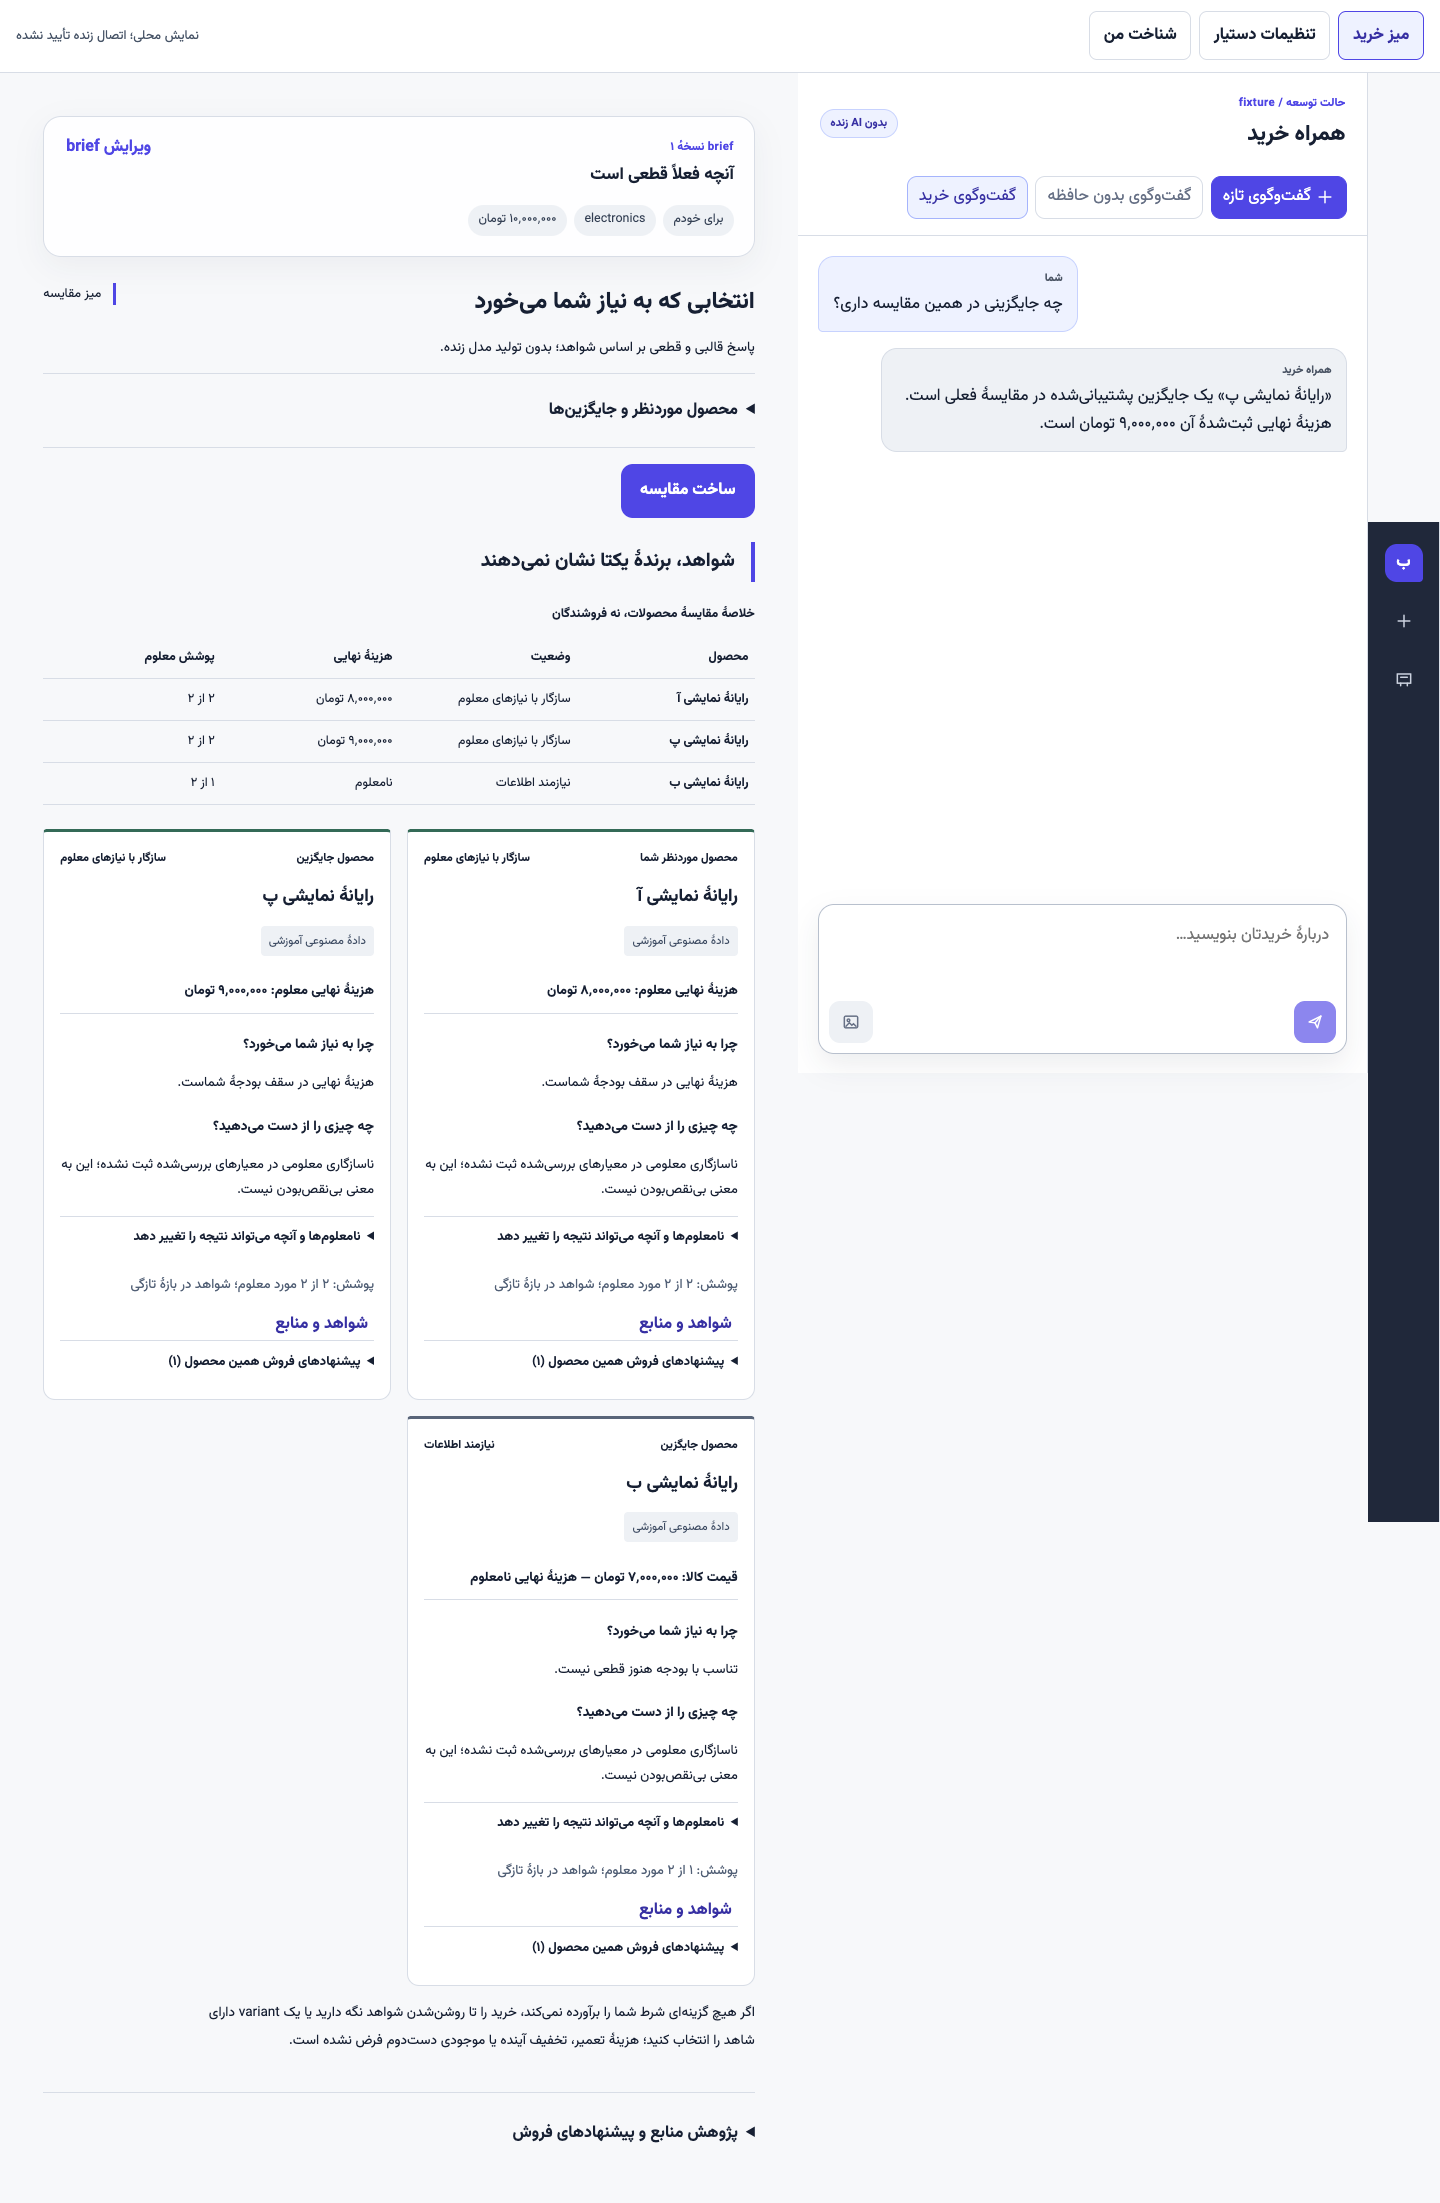 میز خرید
تنظیمات دستیار
شناخت من
نمایش محلی؛ اتصال زنده تأیید نشده
حالت توسعه / fixture
همراه خرید
بدون AI زنده
گفت‌وگوی تازه
گفت‌وگوی بدون حافظه
گفت‌وگوی خرید
شما
چه جایگزینی در همین مقایسه داری؟
همراه خرید
«رایانهٔ نمایشی پ» یک جایگزین پشتیبانی‌شده در مقایسهٔ فعلی است.
هزینهٔ نهایی ثبت‌شدهٔ آن ۹٬۰۰۰٬۰۰۰ تومان است.
دربارهٔ خریدتان بنویسید...
ب
brief نسخهٔ ۱
ویرایش brief
آنچه فعلاً قطعی است
برای خودم
electronics
۱۰٬۰۰۰٬۰۰۰ تومان
انتخابی که به نیاز شما می‌خورد
میز مقایسه
پاسخ قالبی و قطعی بر اساس شواهد؛ بدون تولید مدل زنده.
محصول موردنظر و جایگزین‌ها
ساخت مقایسه
شواهد، برندهٔ یکتا نشان نمی‌دهند
خلاصهٔ مقایسهٔ محصولات، نه فروشندگان
محصول وضعیت هزینهٔ نهایی پوشش معلوم
رایانهٔ نمایشی آ سازگار با نیازهای معلوم ۸٬۰۰۰٬۰۰۰ تومان ۲ از ۲
رایانهٔ نمایشی پ سازگار با نیازهای معلوم ۹٬۰۰۰٬۰۰۰ تومان ۲ از ۲
رایانهٔ نمایشی ب نیازمند اطلاعات نامعلوم ۱ از ۲
محصول موردنظر شما
سازگار با نیازهای معلوم
رایانهٔ نمایشی آ
دادهٔ مصنوعی آموزشی
هزینهٔ نهایی معلوم: ۸٬۰۰۰٬۰۰۰ تومان
چرا به نیاز شما می‌خورد؟
هزینهٔ نهایی در سقف بودجهٔ شماست.
چه چیزی را از دست می‌دهید؟
ناسازگاری معلومی در معیارهای بررسی‌شده ثبت نشده؛ این به
معنی بی‌نقص‌بودن نیست.
نامعلوم‌ها و آنچه می‌تواند نتیجه را تغییر دهد
پوشش: ۲ از ۲ مورد معلوم؛ شواهد در بازهٔ تازگی
شواهد و منابع
پیشنهادهای فروش همین محصول (۱)
محصول جایگزین
سازگار با نیازهای معلوم
رایانهٔ نمایشی پ
دادهٔ مصنوعی آموزشی
هزینهٔ نهایی معلوم: ۹٬۰۰۰٬۰۰۰ تومان
چرا به نیاز شما می‌خورد؟
هزینهٔ نهایی در سقف بودجهٔ شماست.
چه چیزی را از دست می‌دهید؟
ناسازگاری معلومی در معیارهای بررسی‌شده ثبت نشده؛ این به
معنی بی‌نقص‌بودن نیست.
نامعلوم‌ها و آنچه می‌تواند نتیجه را تغییر دهد
پوشش: ۲ از ۲ مورد معلوم؛ شواهد در بازهٔ تازگی
شواهد و منابع
پیشنهادهای فروش همین محصول (۱)
محصول جایگزین
نیازمند اطلاعات
رایانهٔ نمایشی ب
دادهٔ مصنوعی آموزشی
قیمت کالا: ۷٬۰۰۰٬۰۰۰ تومان — هزینهٔ نهایی نامعلوم
چرا به نیاز شما می‌خورد؟
تناسب با بودجه هنوز قطعی نیست.
چه چیزی را از دست می‌دهید؟
ناسازگاری معلومی در معیارهای بررسی‌شده ثبت نشده؛ این به
معنی بی‌نقص‌بودن نیست.
نامعلوم‌ها و آنچه می‌تواند نتیجه را تغییر دهد
پوشش: ۱ از ۲ مورد معلوم؛ شواهد در بازهٔ تازگی
شواهد و منابع
پیشنهادهای فروش همین محصول (۱)
اگر هیچ گزینه‌ای شرط شما را برآورده نمی‌کند، خرید را تا روشن‌شدن شواهد نگه دارید یا یک variant دارای
شاهد را انتخاب کنید؛ هزینهٔ تعمیر، تخفیف آینده یا موجودی دست‌دوم فرض نشده است.
پژوهش منابع و پیشنهادهای فروش